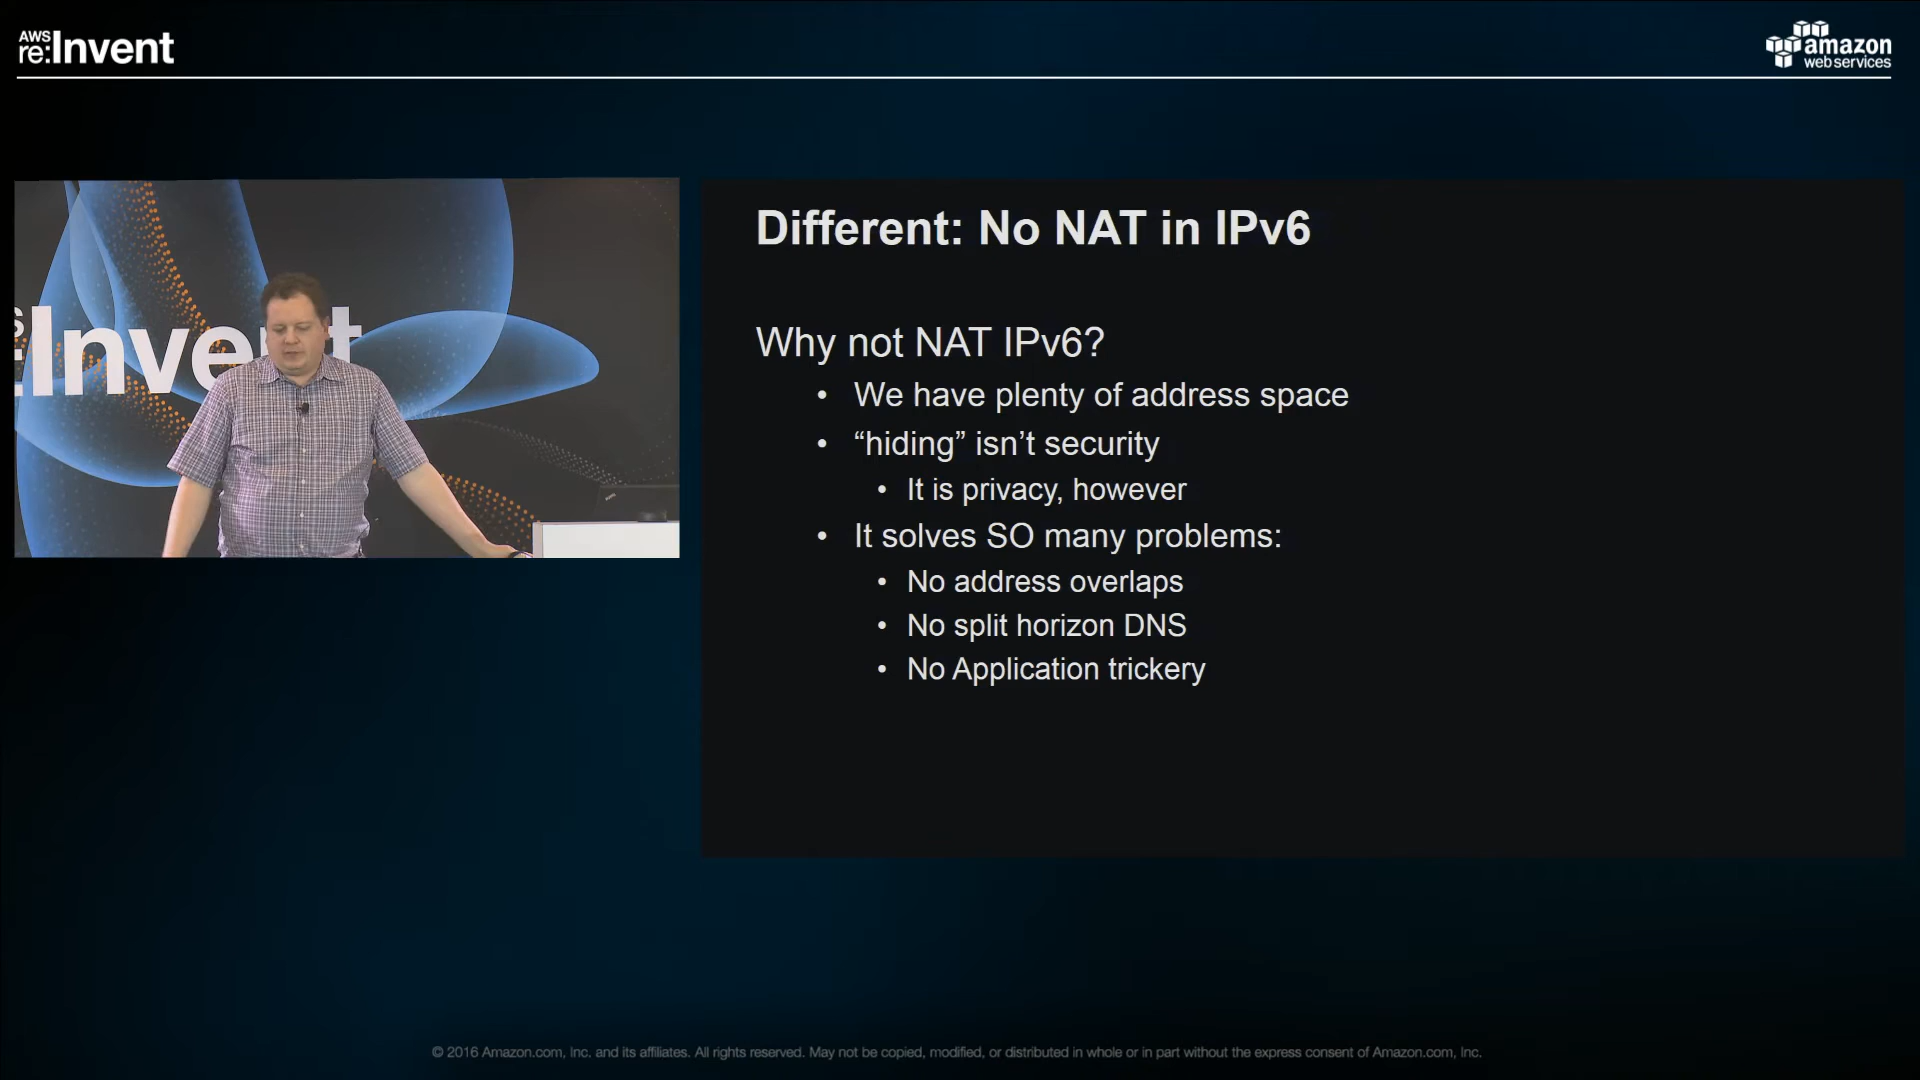 AWS
re:Invent
amazon
web services
S
:Invent
Different: No NAT in IPv6
Why not NAT IPv6?
• We have plenty of address space
• “hiding” isn’t security
• It is privacy, however
• It solves SO many problems:
• No address overlaps
• No split horizon DNS
• No Application trickery
© 2016 Amazon.com, Inc. and its affiliates. All rights reserved. May not be copied, modified, or distributed in whole or in part without the express consent of Amazon.com, Inc.